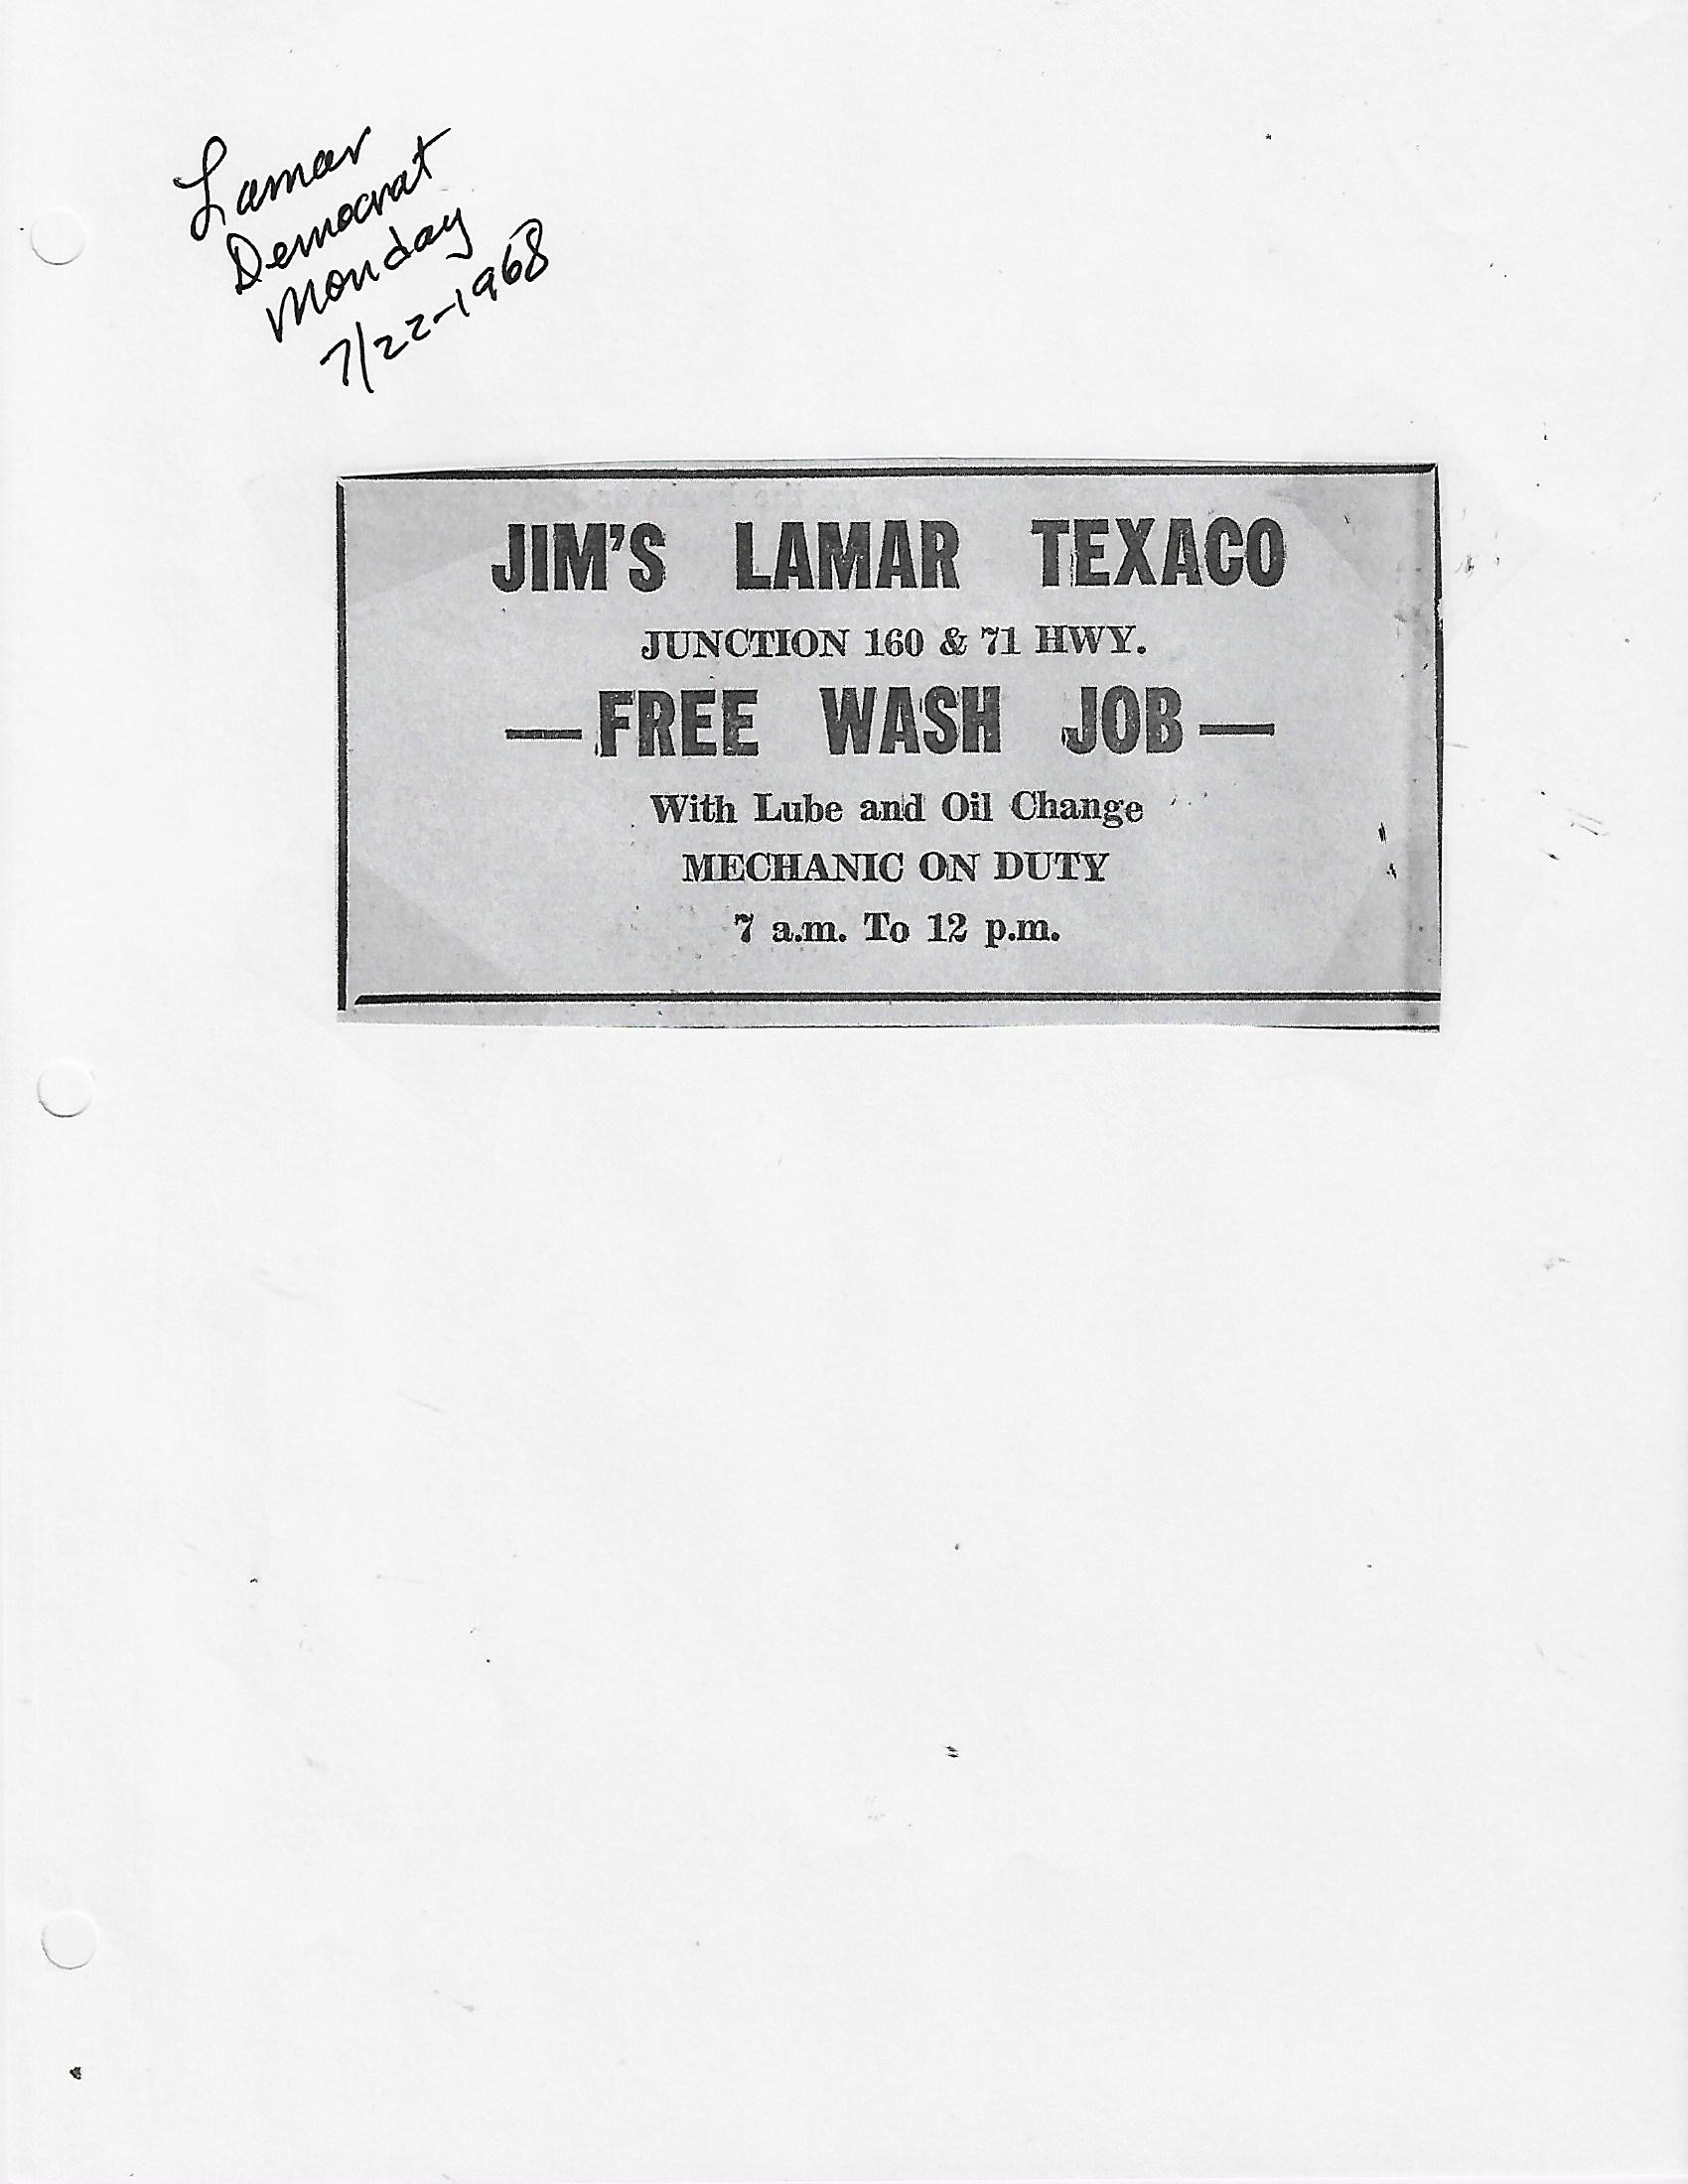 Lamar
Democrat
Monday
7/22-1968
JIM'S LAMAR TEXACO
JUNCTION 160 & 71 HWY.
— FREE WASH JOB —
With Lube and Oil Change
MECHANIC ON DUTY
7 a.m. To 12 p.m.